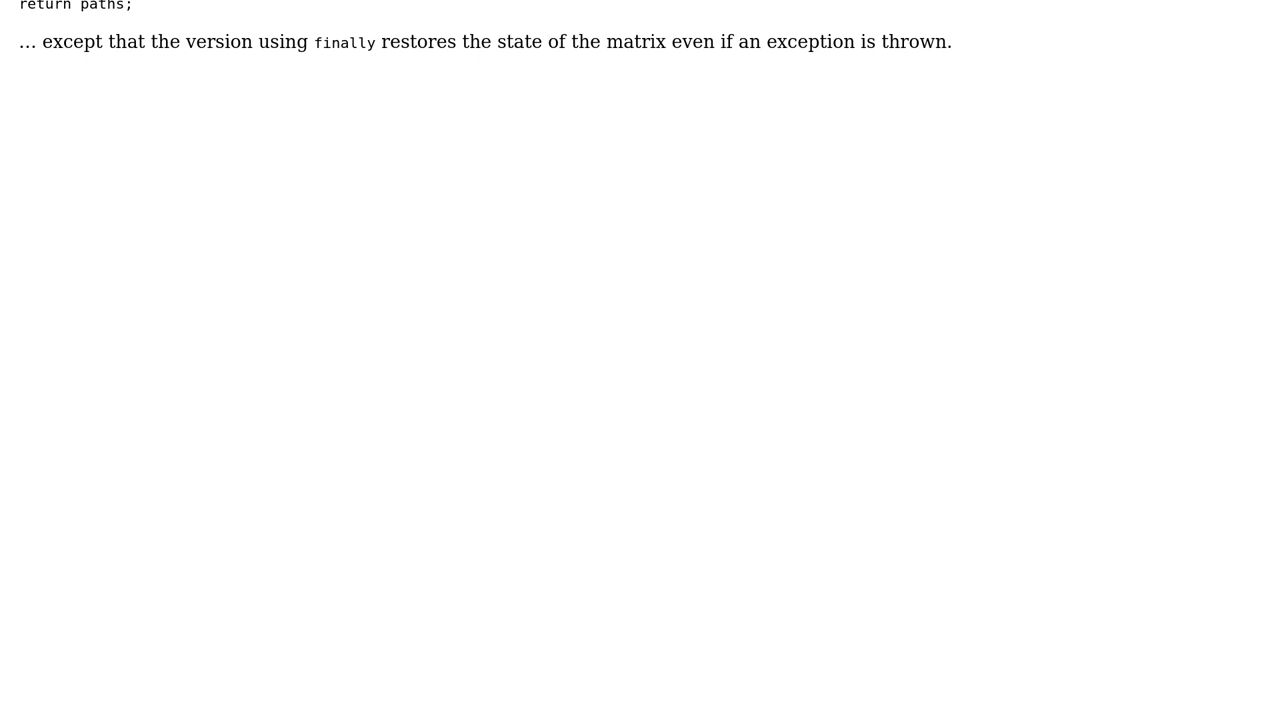 return paths;
… except that the version using finally restores the state of the matrix even if an exception is thrown.